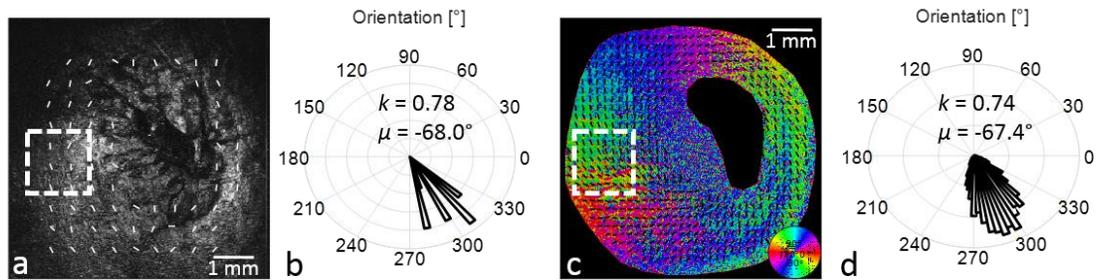 a
1 mm
b
Orientation [°]
90
120
60
150
30
k = 0.78
μ = -68.0°
180
0
210
330
240
300
270
c
1 mm
d
Orientation [°]
90
120
60
150
30
k = 0.74
μ = -67.4°
180
0
210
330
240
300
270